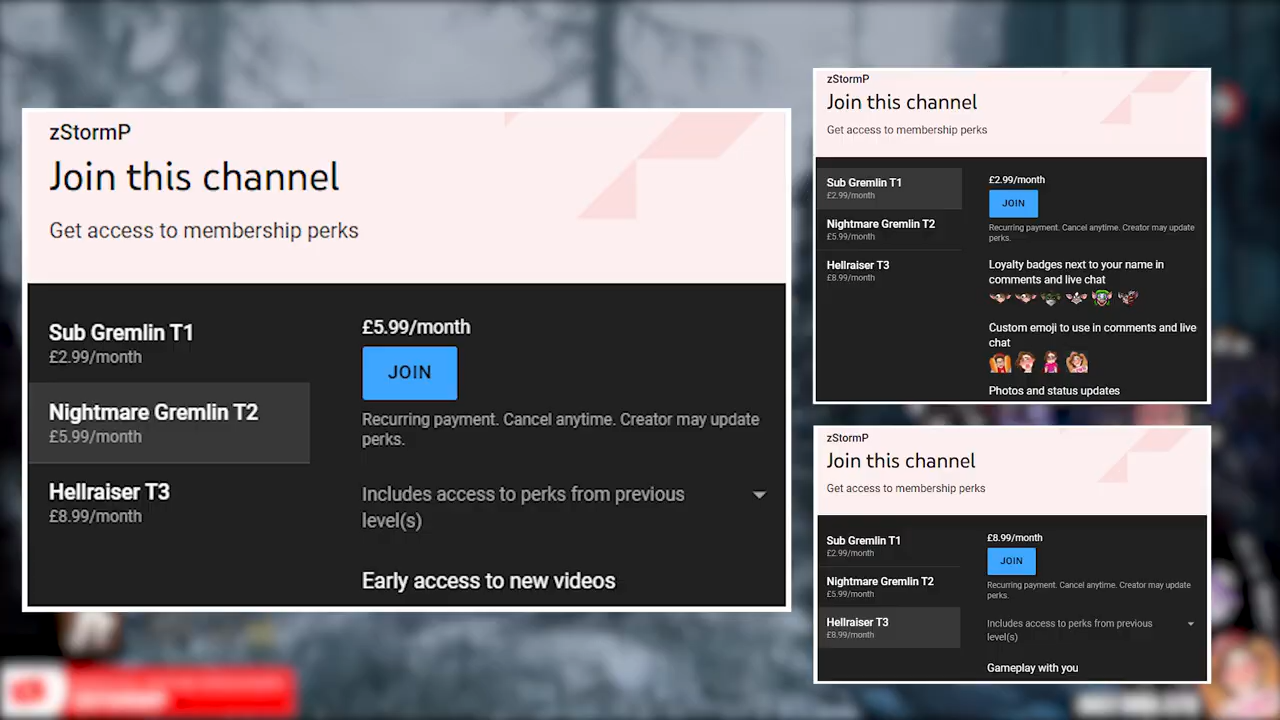 zStormP
Join this channel
Get access to membership perks
Sub Gremlin T1
£2.99/month
Nightmare Gremlin T2
£5.99/month
Hellraiser T3
£8.99/month
£5.99/month
JOIN
Recurring payment. Cancel anytime. Creator may update
perks.
Includes access to perks from previous
level(s)
Early access to new videos
zStormP
Join this channel
Get access to membership perks
Sub Gremlin T1
£2.99/month
Nightmare Gremlin T2
£5.99/month
Hellraiser T3
£8.99/month
£2.99/month
JOIN
Recurring payment. Cancel anytime. Creator may update
perks.
Loyalty badges next to your name in
comments and live chat
Custom emoji to use in comments and live
chat
Photos and status updates
zStormP
Join this channel
Get access to membership perks
Sub Gremlin T1
£2.99/month
Nightmare Gremlin T2
£5.99/month
Hellraiser T3
£8.99/month
£8.99/month
JOIN
Recurring payment. Cancel anytime. Creator may update
perks.
Includes access to perks from previous
level(s)
Gameplay with you